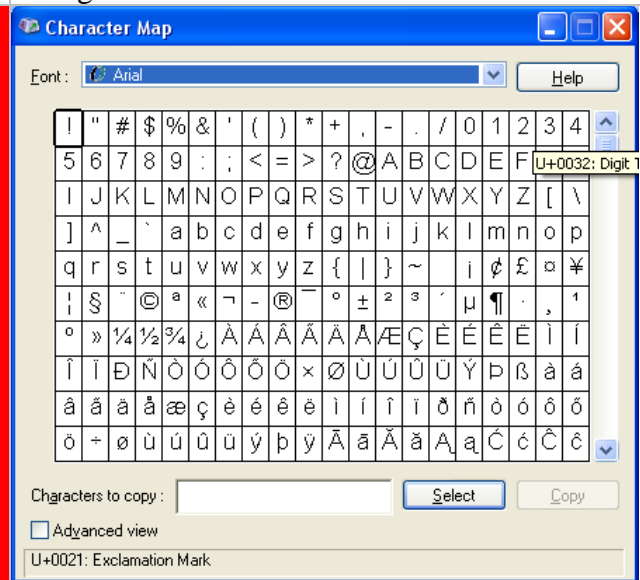 Character Map
Font : Arial Help
! " # $ % & ' ( ) * + , - . / 0 1 2 3 4
5 6 7 8 9 : ; < = > ? @ A B C D E F
U+0032: Digit T
I J K L M N O P Q R S T U V W X Y Z [ \
] ^ _ ` a b c d e f g h i j k l m n o p
q r s t u v w x y z { | } ~ ¡ ¢ £ ¤ ¥
¦ § ¨ © ª « ¬ - ® ¯ ° ± ² ³ ´ µ ¶ · ¸ ¹
º » ¼ ½ ¾ ¿ À Á Â Ã Ä Å Æ Ç È É Ê Ë Ì Í
Î Ï Ð Ñ Ò Ó Ô Õ Ö × Ø Ù Ú Û Ü Ý Þ ß à á
â ã ä å æ ç è é ê ë ì í î ï ð ñ ò ó ô õ
ö ÷ ø ù ú û ü ý þ ÿ Ā ā Ă ă Ą ą Ć ć Ĉ ĉ
Characters to copy : Select Copy
Advanced view
U+0021: Exclamation Mark